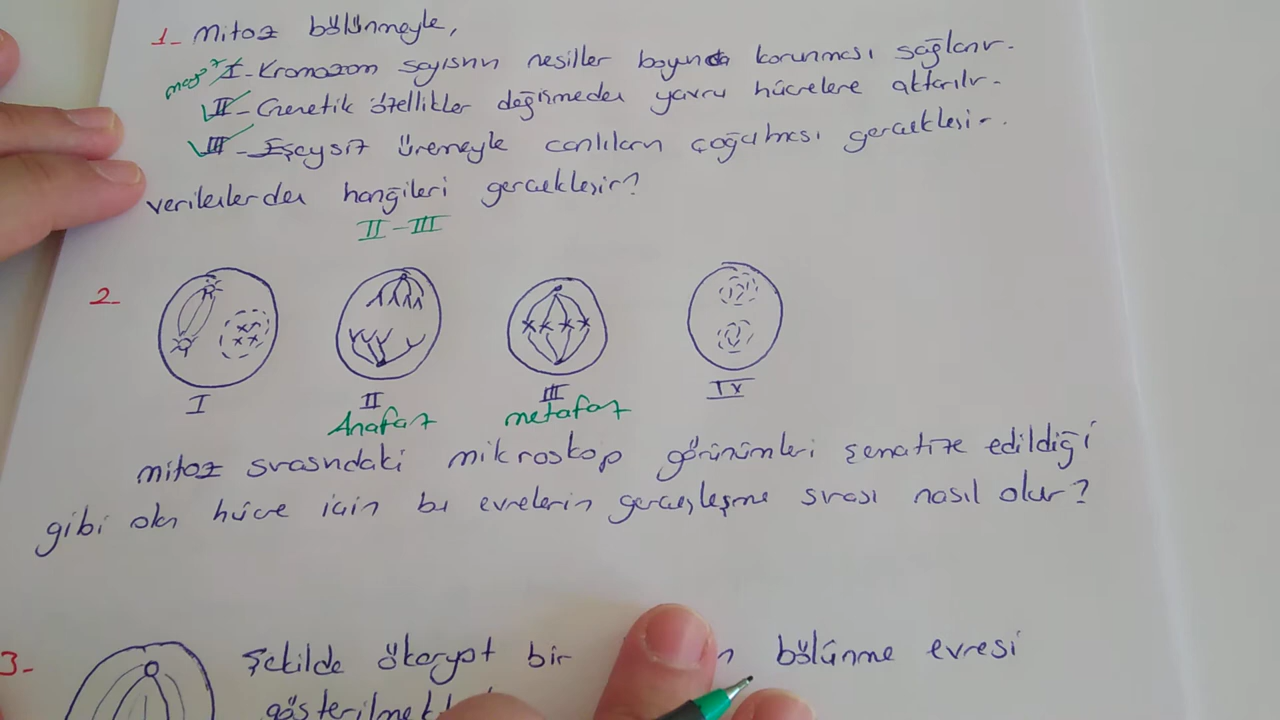 1- Mitoz bölünmeyle,
I- Kromozom sayısının nesiller boyunda korunması sağlanır.
II- Genetik özellikler değişmeden yavru hücrelere aktarılır.
III- Eşeysiz üremeyle canlıların çoğalması gerçekleşir.
verilenlerden hangileri gerçekleşir?
II-III
2-
I II III IV
Anafaz metafaz
mitoz sırasındaki mikroskop görünümleri şematize edildiği
gibi olan hücre için bu evrelerin gerçekleşme sırası nasıl olur?
3- Şekilde ökaryot bir bölünme evresi